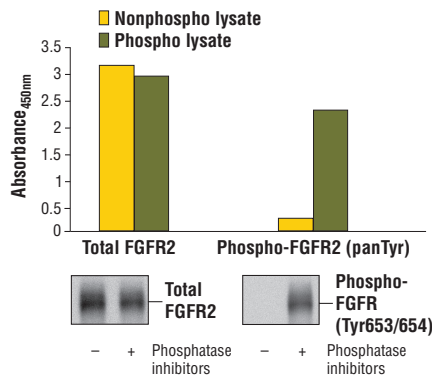 Nonphospho lysate
Phospho lysate
Absorbance450nm
3.5
3
2.5
2
1.5
1
0.5
0
Total FGFR2 Phospho-FGFR2 (panTyr)
Total
FGFR2
Phospho-
FGFR
(Tyr653/654)
– + Phosphatase
inhibitors
– + Phosphatase
inhibitors